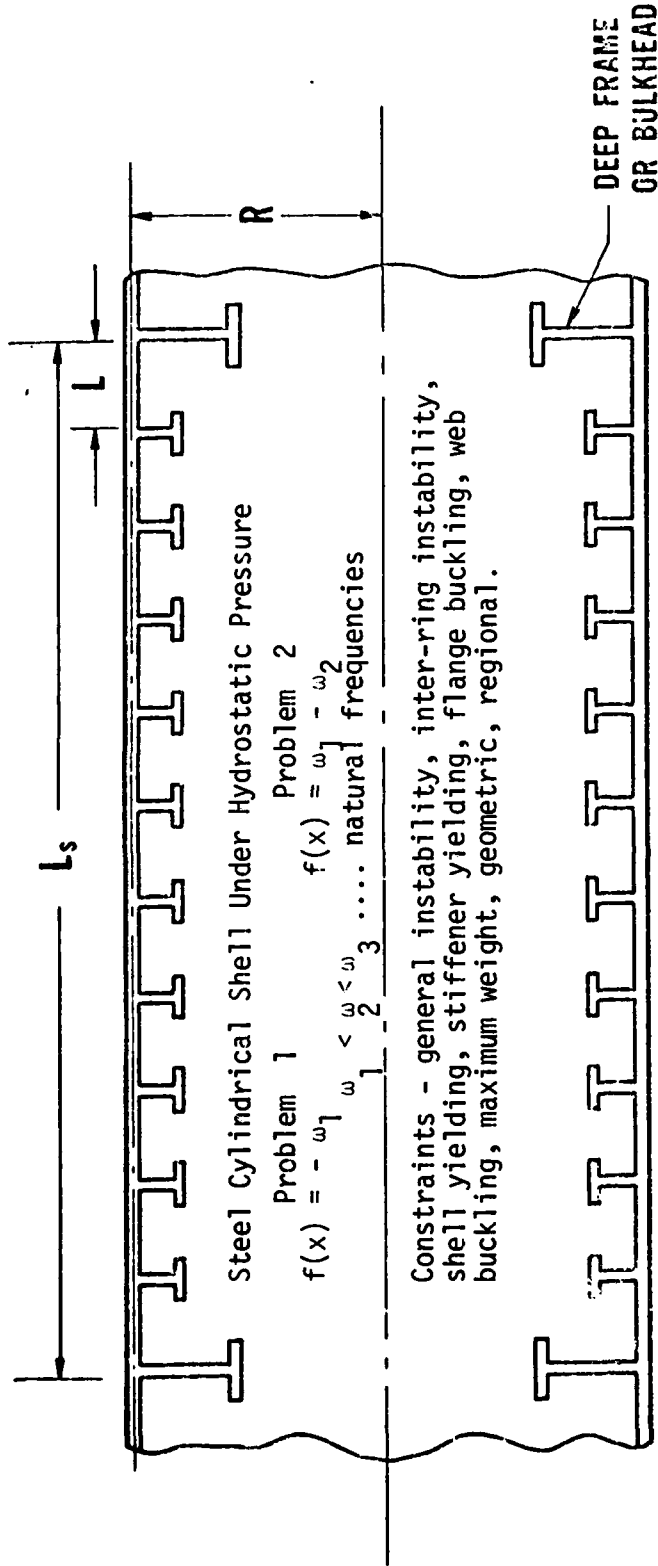 Lₛ
L
R
Steel Cylindrical Shell Under Hydrostatic Pressure
Problem 1 Problem 2
f(x) = - ω₁ f(x) = ω₁ - ω₂
ω₁ < ω₂ < ω₃ .... natural frequencies
Constraints - general instability, inter-ring instability,
shell yielding, stiffener yielding, flange buckling, web
buckling, maximum weight, geometric, regional.
DEEP FRAME
OR BULKHEAD